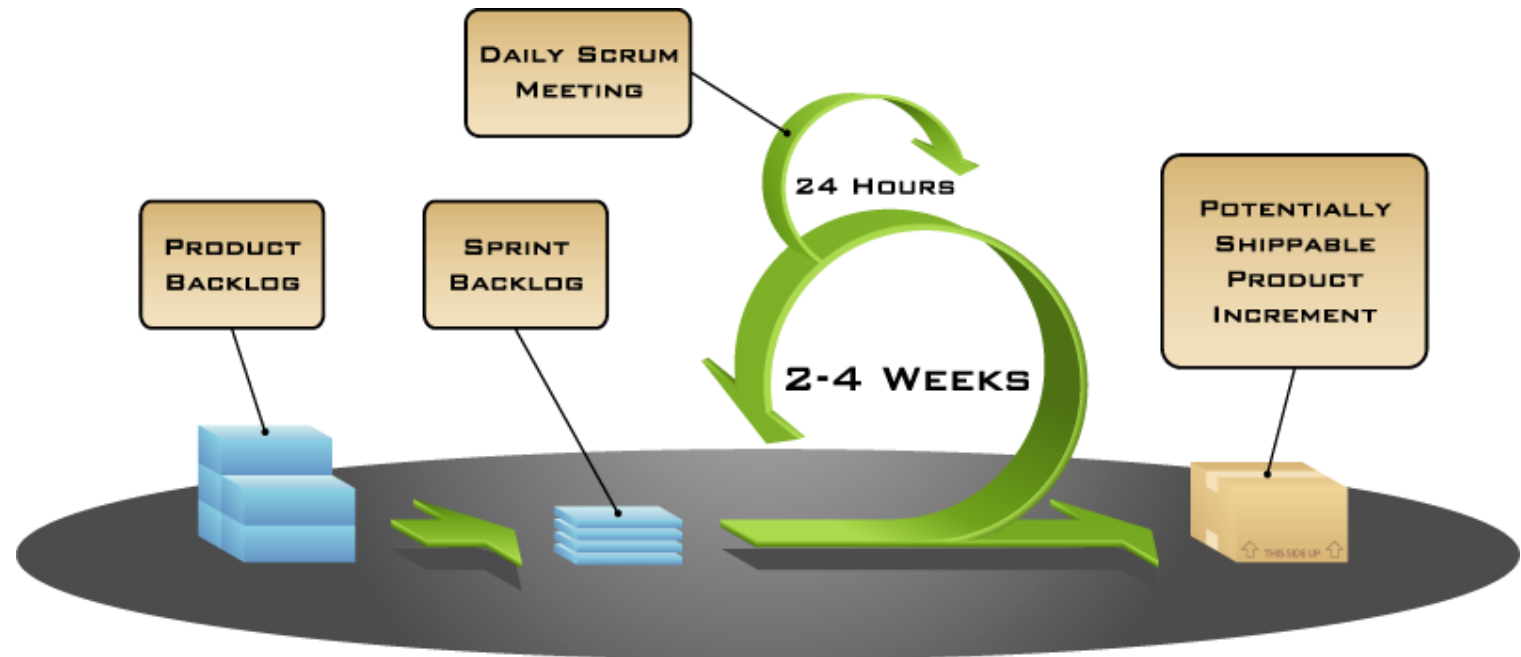 DAILY SCRUM
MEETING
24 HOURS
PRODUCT
BACKLOG
SPRINT
BACKLOG
POTENTIALLY
SHIPPABLE
PRODUCT
INCREMENT
2-4 WEEKS
THIS SIDE UP